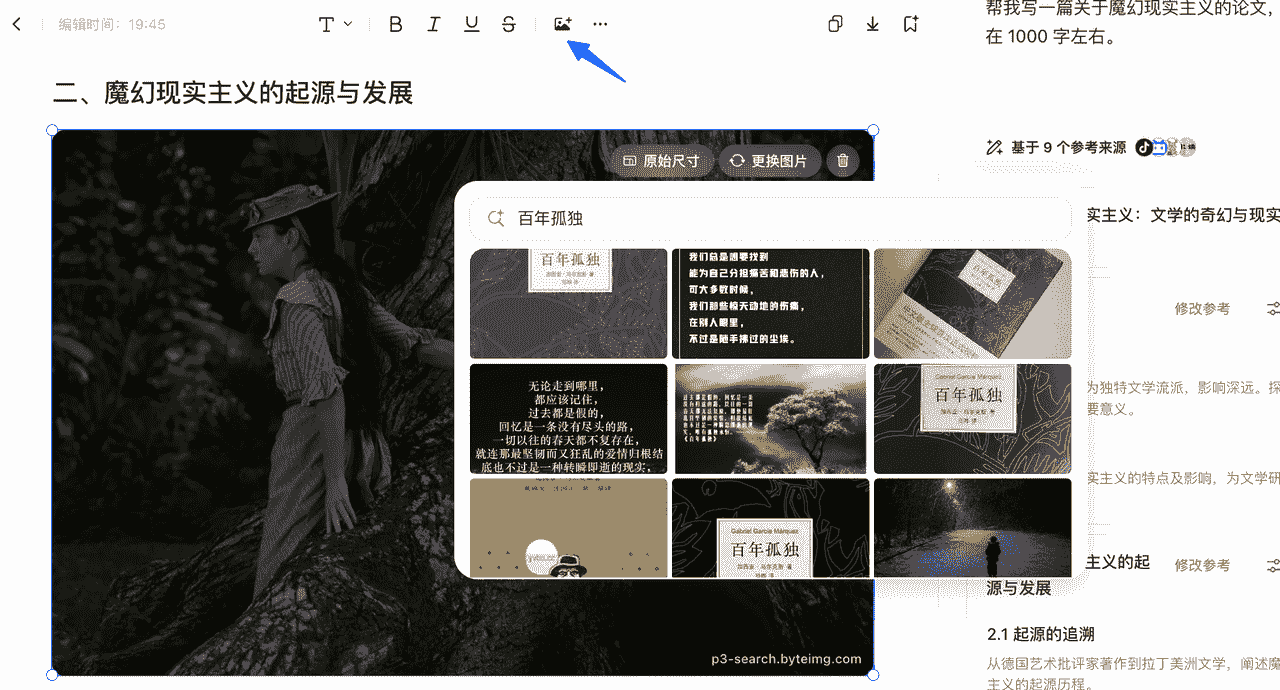 编辑时间：19:45
T B I U S
帮我写一篇关于魔幻现实主义的论文，
在 1000 字左右。
二、魔幻现实主义的起源与发展
原始尺寸
更换图片
基于 9 个参考来源
百年孤独
实主义：文学的奇幻与现实
百年孤独
我们总是想要找到
能为自己分担痛苦和悲伤的人，
可大多数时候，
我们那些惊天动地的伤痛，
在别人眼里，
不过是随手拂过的尘埃。
百年孤独
修改参考
无论走到哪里，
都应该记住，
过去都是假的，
回忆是一条没有尽头的路，
一切以往的春天都不复存在，
就连那最坚韧而又狂乱的爱情归根结
底也不过是一种转瞬即逝的现实，
《百年孤独》
Gabriel García Márquez
百年孤独
为独特文学流派，影响深远。探
要意义。
实主义的特点及影响，为文学研
Gabriel García Márquez
百年孤独
主义的起
源与发展
修改参考
2.1 起源的追溯
从德国艺术批评家著作到拉丁美洲文学，阐述魔
主义的起源历程。
p3-search.byteimg.com